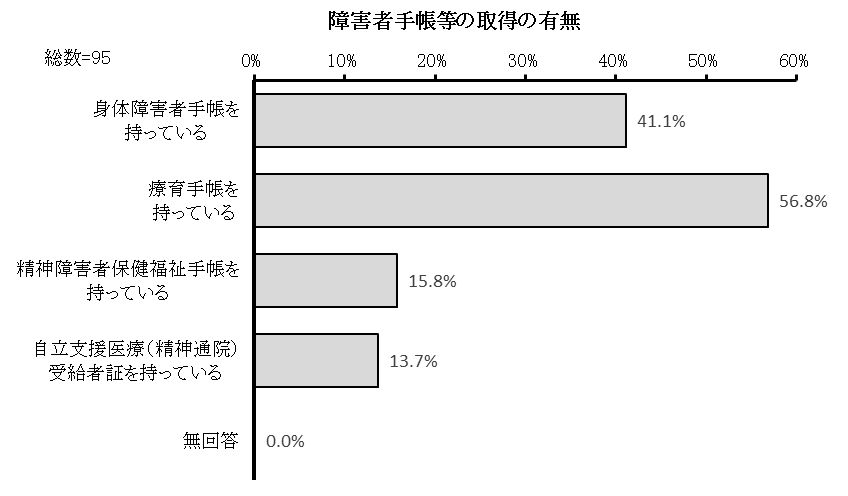 障害者手帳等の取得の有無
総数=95
0% 10% 20% 30% 40% 50% 60%
身体障害者手帳を
持っている
41.1%
療育手帳を
持っている
56.8%
精神障害者保健福祉手帳を
持っている
15.8%
自立支援医療(精神通院)
受給者証を持っている
13.7%
無回答
0.0%